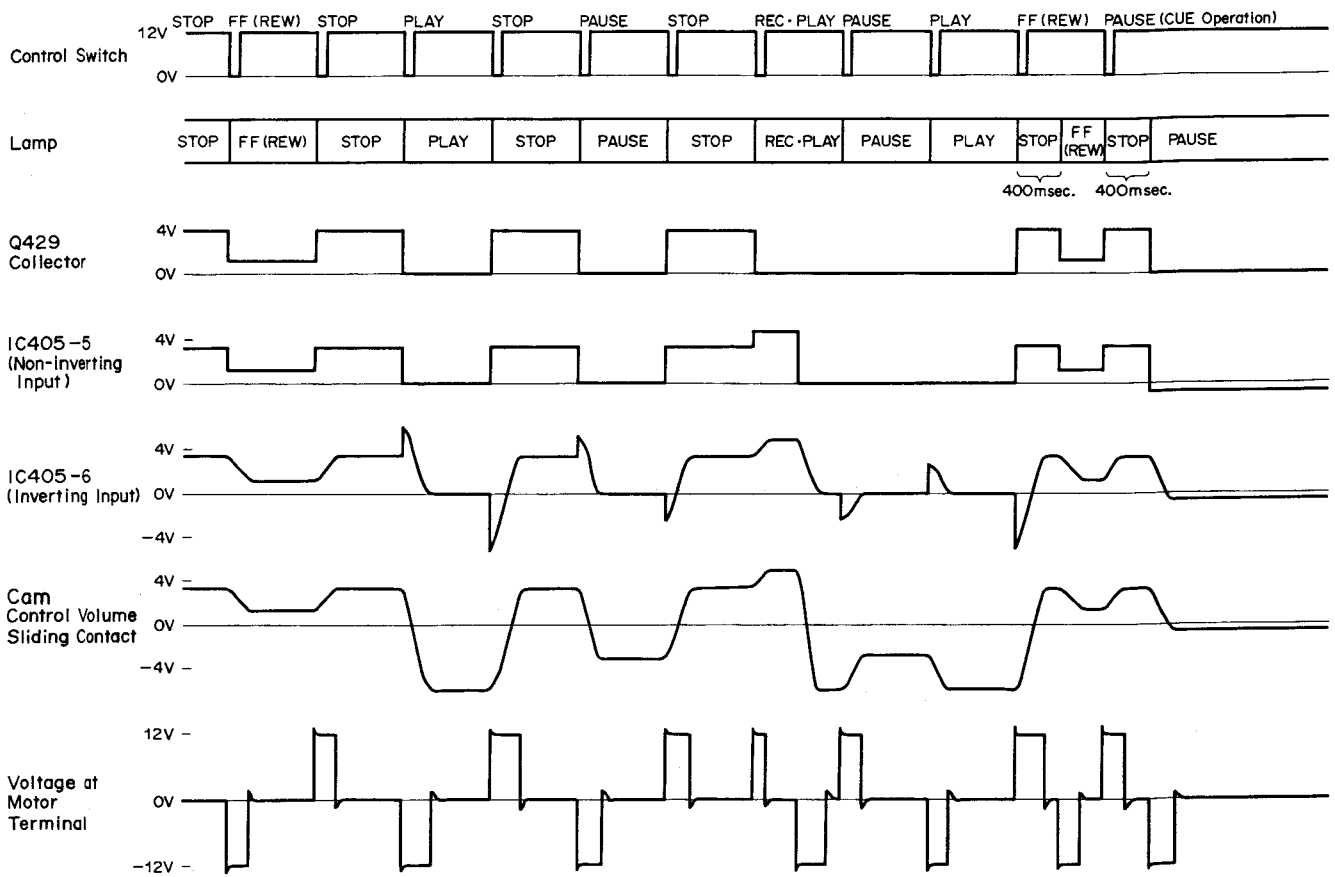 STOP FF (REW) STOP PLAY STOP PAUSE STOP REC・PLAY PAUSE PLAY FF (REW) PAUSE (CUE Operation)
12V
Control Switch
0V
Lamp
STOP FF (REW) STOP PLAY STOP PAUSE STOP REC・PLAY PAUSE PLAY STOP FF (REW) STOP PAUSE
400msec. 400msec.
4V
Q429
Collector
0V
IC405-5
4V
(Non-inverting
Input)
0V
4V
IC405-6
(Inverting Input) 0V
-4V
4V
Cam
Control Volume
0V
Sliding Contact
-4V
12V
Voltage at
Motor
0V
Terminal
-12V